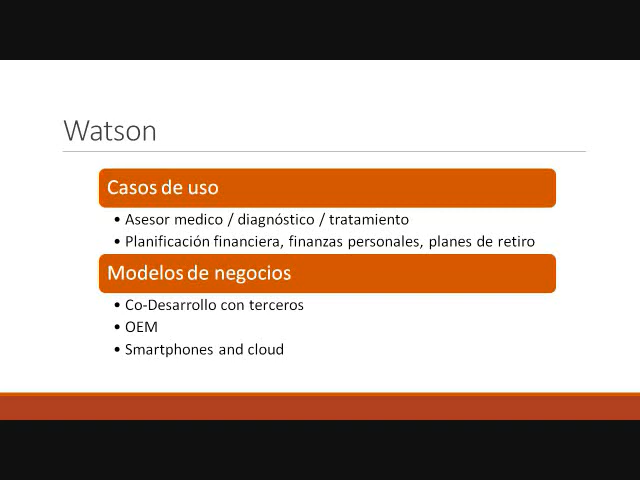 Watson
Casos de uso
• Asesor medico / diagnóstico / tratamiento
• Planificación financiera, finanzas personales, planes de retiro
Modelos de negocios
• Co-Desarrollo con terceros
• OEM
• Smartphones and cloud